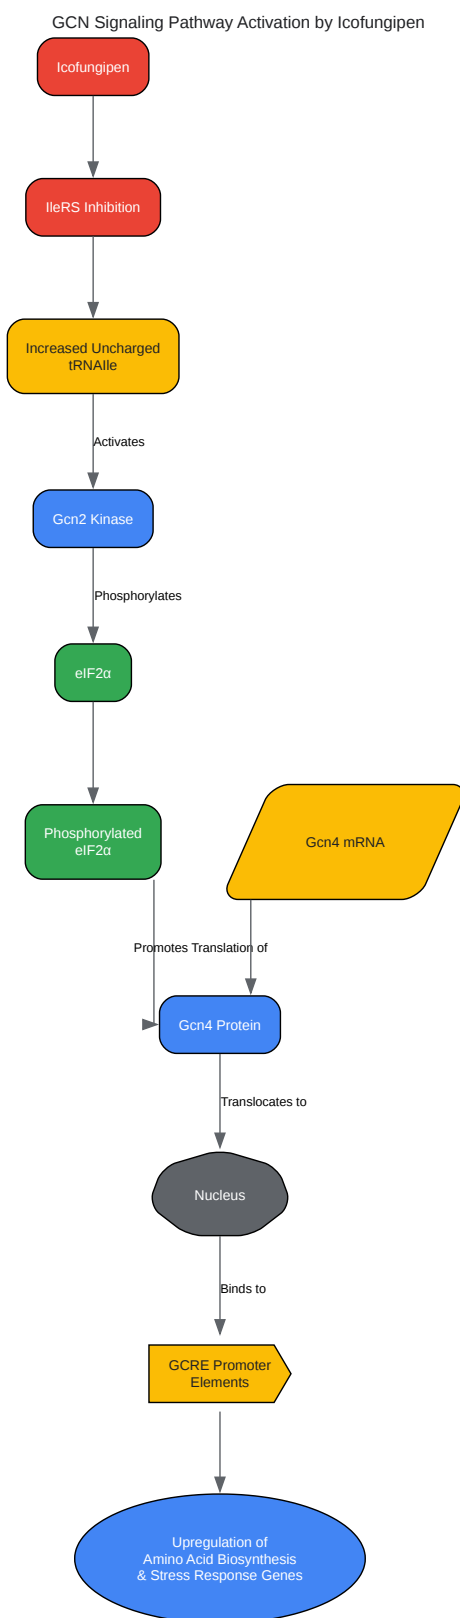 GCN Signaling Pathway Activation by Icofungipen
Icofungipen
IleRS Inhibition
Increased Uncharged
tRNAIle
Activates
Gcn2 Kinase
Phosphorylates
eIF2α
Phosphorylated
eIF2α
Gcn4 mRNA
Promotes Translation of
Gcn4 Protein
Translocates to
Nucleus
Binds to
GCRE Promoter
Elements
Upregulation of
Amino Acid Biosynthesis
& Stress Response Genes